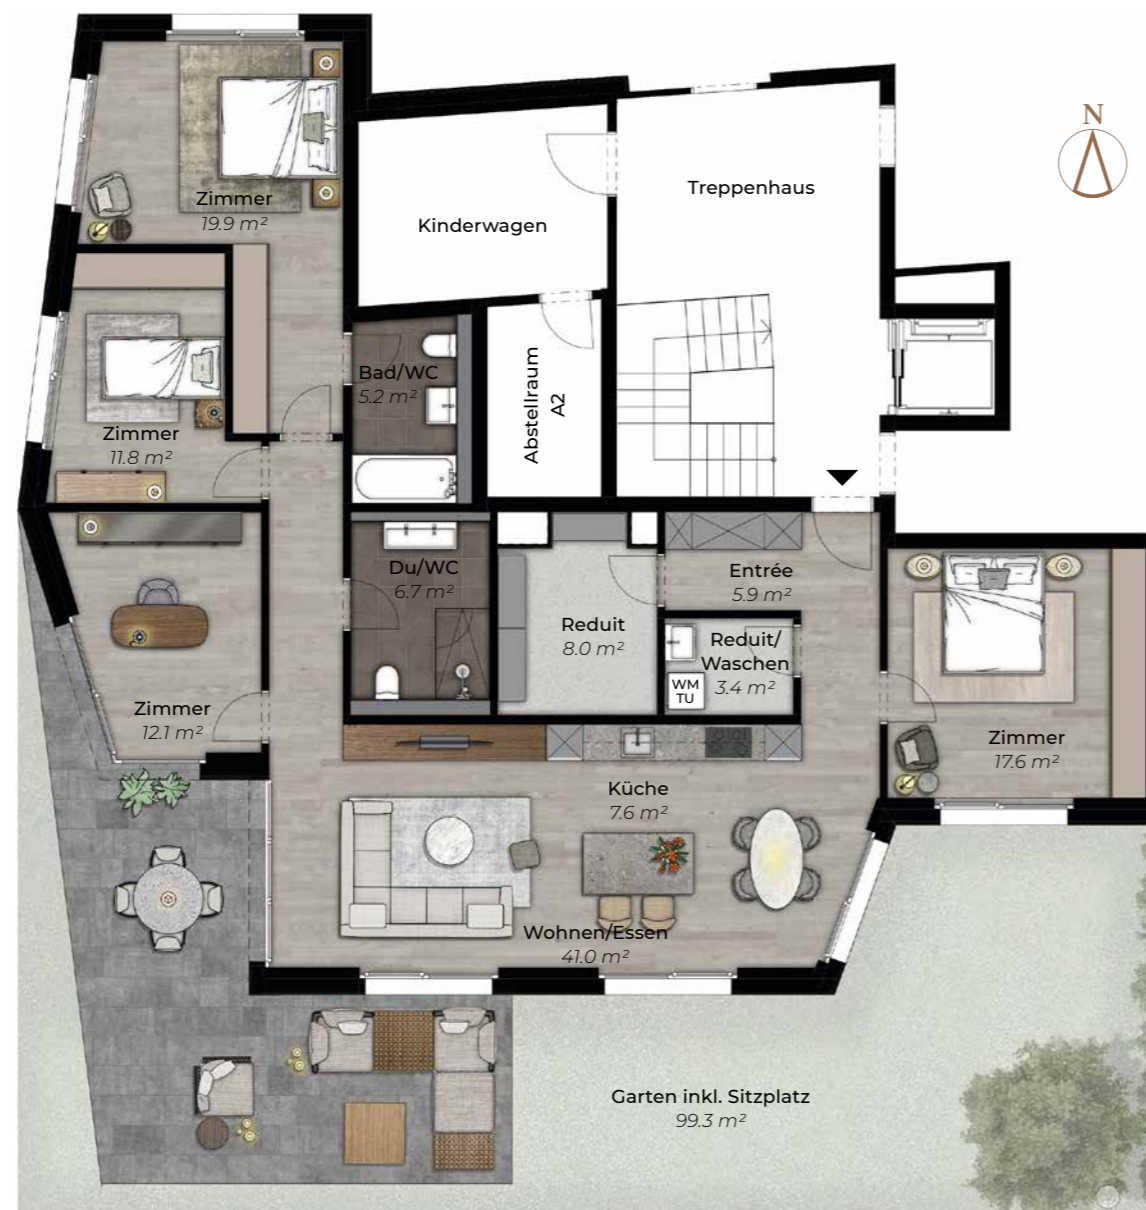 N
Zimmer
19.9 m²
Kinderwagen
Treppenhaus
Zimmer
11.8 m²
Bad/WC
5.2 m²
Abstellraum
A2
Zimmer
12.1 m²
Du/WC
6.7 m²
Reduit
8.0 m²
Entrée
5.9 m²
Reduit/
Waschen
3.4 m²
WM
TU
Zimmer
17.6 m²
Küche
7.6 m²
Wohnen/Essen
41.0 m²
Garten inkl. Sitzplatz
99.3 m²